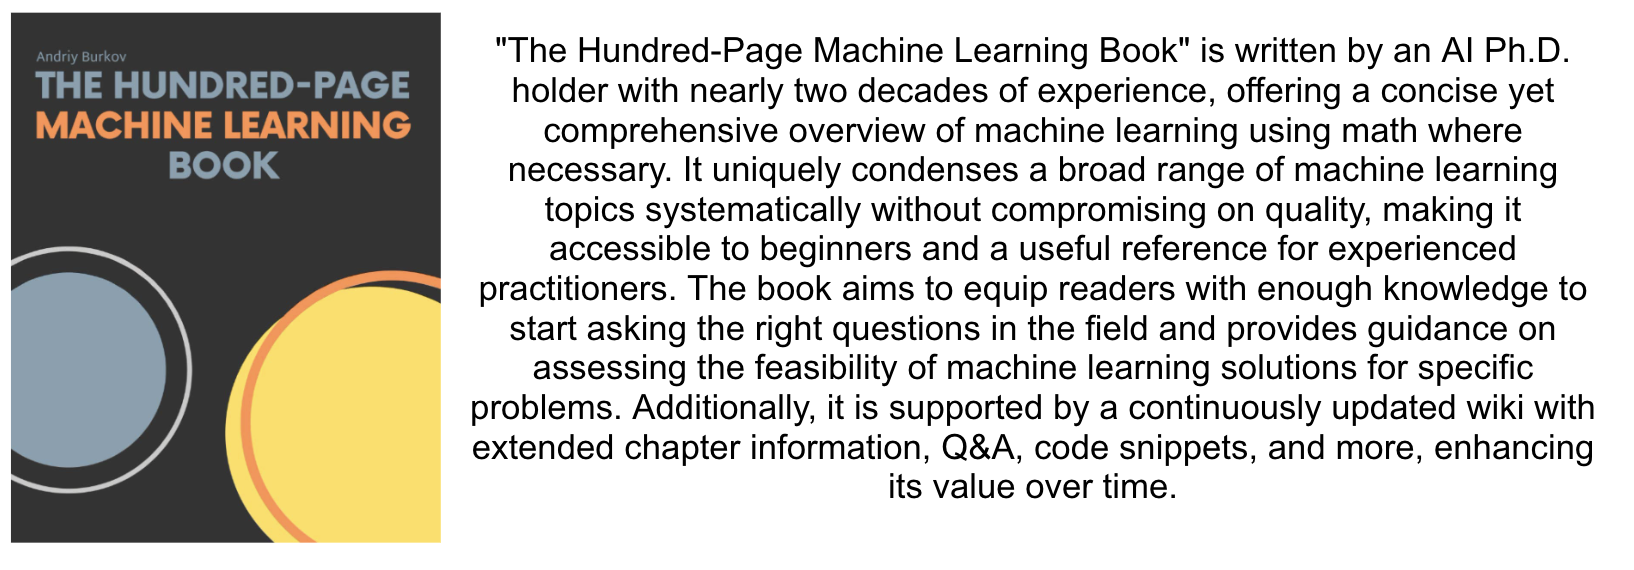 Andriy Burkov
THE HUNDRED-PAGE
MACHINE LEARNING
BOOK
"The Hundred-Page Machine Learning Book" is written by an AI Ph.D.
holder with nearly two decades of experience, offering a concise yet
comprehensive overview of machine learning using math where
necessary. It uniquely condenses a broad range of machine learning
topics systematically without compromising on quality, making it
accessible to beginners and a useful reference for experienced
practitioners. The book aims to equip readers with enough knowledge to
start asking the right questions in the field and provides guidance on
assessing the feasibility of machine learning solutions for specific
problems. Additionally, it is supported by a continuously updated wiki with
extended chapter information, Q&A, code snippets, and more, enhancing
its value over time.